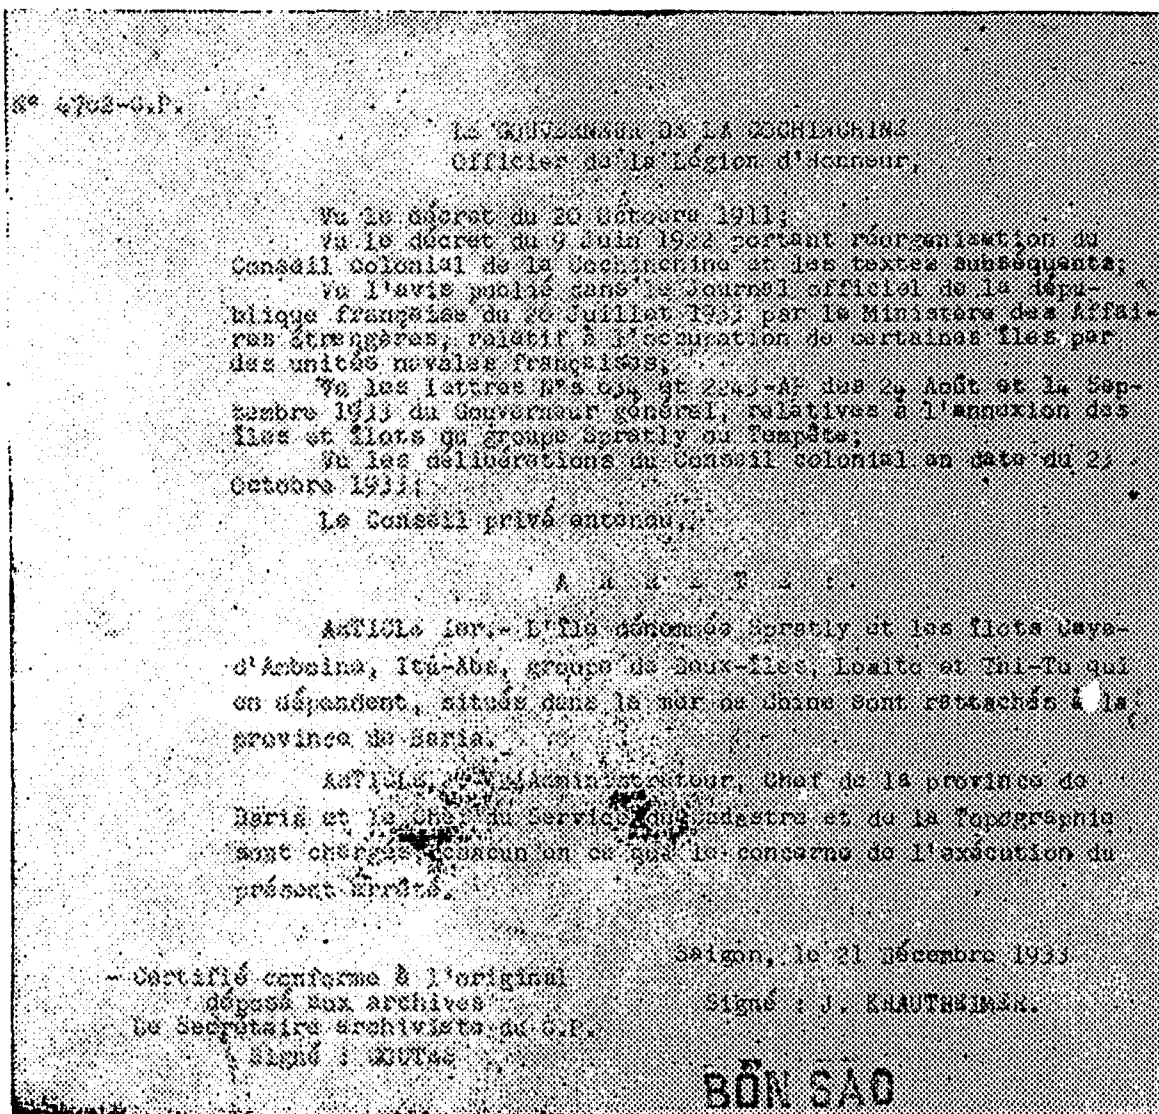 N° 4702-C.P.
LE GOUVERNEUR DE LA COCHINCHINE
Officier de la Légion d'Honneur,
Vu le décret du 20 Octobre 1911;
Vu le décret du 9 Juin 1922 portant réorganisation du
Conseil colonial de la Cochinchine et les textes subséquents;
Vu l'avis publié dans le Journal officiel de la Répu-
blique française du 26 Juillet 1933 par le Ministère des Affai-
res Étrangères, relatif à l'occupation de certaines îles par
des unités navales françaises,
Vu les lettres N°s 634 et 2243-AP des 24 Août et 14 Sep-
tembre 1933 du Gouverneur général, relatives à l'annexion des
îles et îlots du groupe Spratly ou Tempête,
Vu les délibérations du Conseil colonial en date du 23
Octobre 1933;
Le Conseil privé entendu,
A R R E T E :
ARTICLE 1er.- L'île dénommée Spratly et les îlots Caye-
d'Amboine, Itu-Aba, groupe de Deux-Îles, Loaito et Thi-Tu qui
en dépendent, situés dans la mer de Chine sont rattachés à la
province de Baria.
ARTICLE Administrateur, Chef de la province de
Baria et le Chef du Service du Cadastre et de la Topographie
sont chargés chacun en ce que le concerne de l'exécution du
présent arrêté.
Saigon, le 21 Décembre 1933
Signé : J. KRAUTHEIMER.
- Certifié conforme à l'original
déposé aux archives
Le Secrétaire archiviste du C.P.
Signé :
BỔN SAO